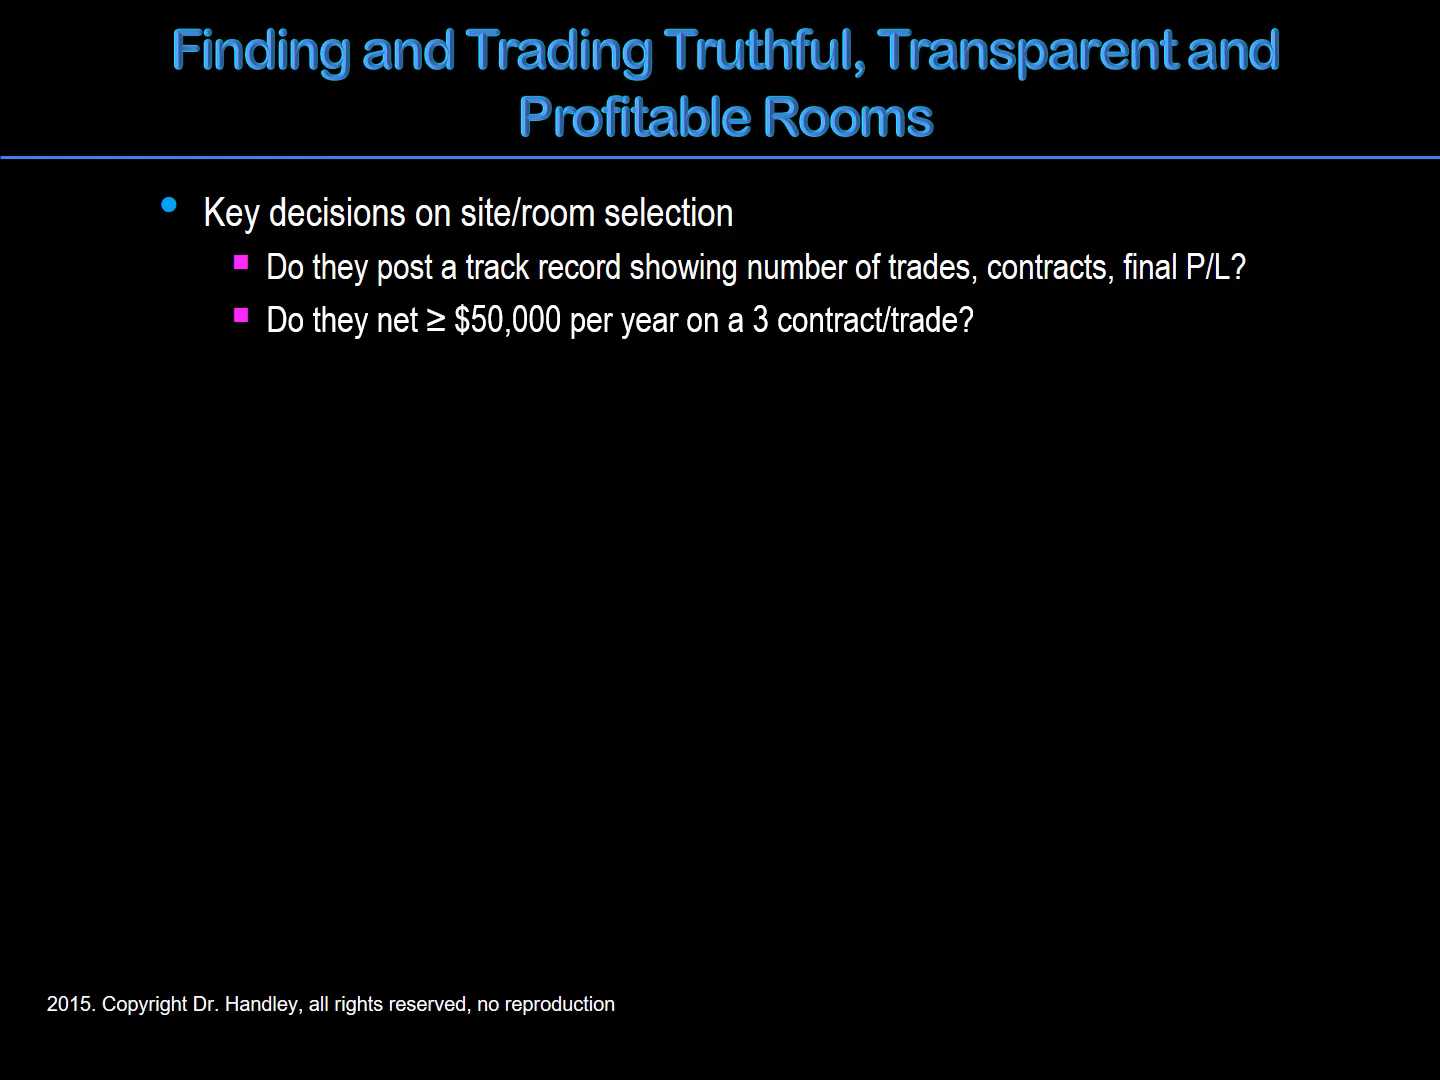 Finding and Trading Truthful, Transparent and
Profitable Rooms
Key decisions on site/room selection
Do they post a track record showing number of trades, contracts, final P/L?
Do they net ≥ $50,000 per year on a 3 contract/trade?
2015. Copyright Dr. Handley, all rights reserved, no reproduction